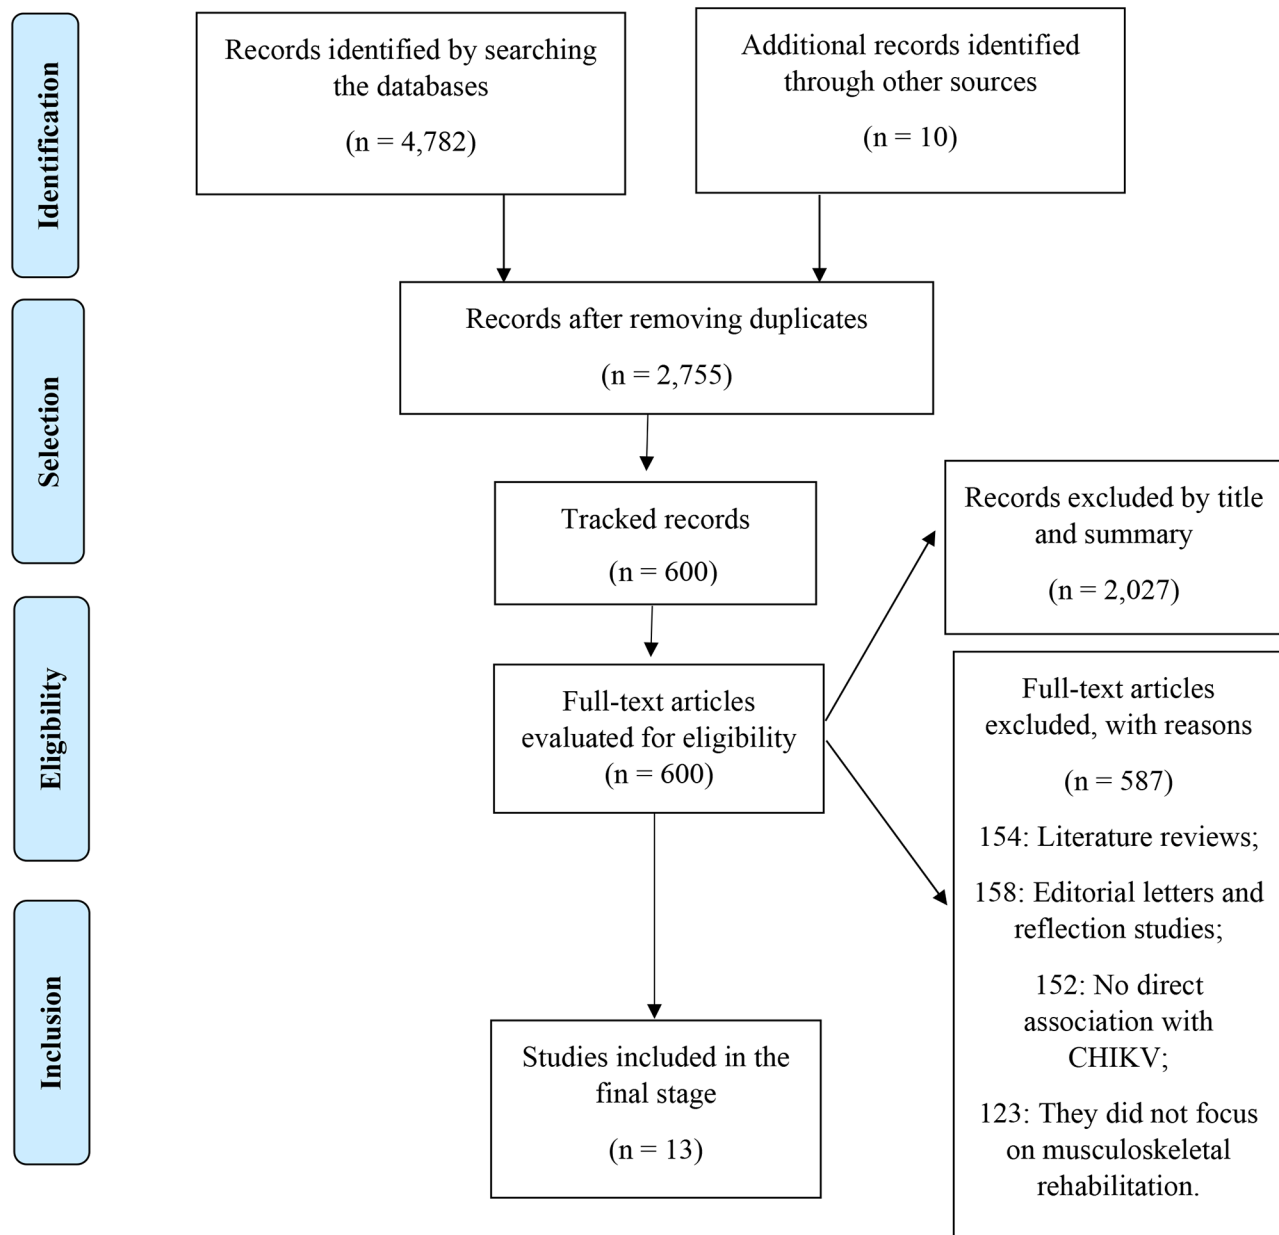 Identification
Records identified by searching
the databases
(n = 4,782)
Additional records identified
through other sources
(n = 10)
Selection
Records after removing duplicates
(n = 2,755)
Tracked records
(n = 600)
Records excluded by title
and summary
(n = 2,027)
Eligibility
Full-text articles
evaluated for eligibility
(n = 600)
Full-text articles
excluded, with reasons
(n = 587)
154: Literature reviews;
158: Editorial letters and
reflection studies;
152: No direct
association with
CHIKV;
123: They did not focus
on musculoskeletal
rehabilitation.
Inclusion
Studies included in the
final stage
(n = 13)